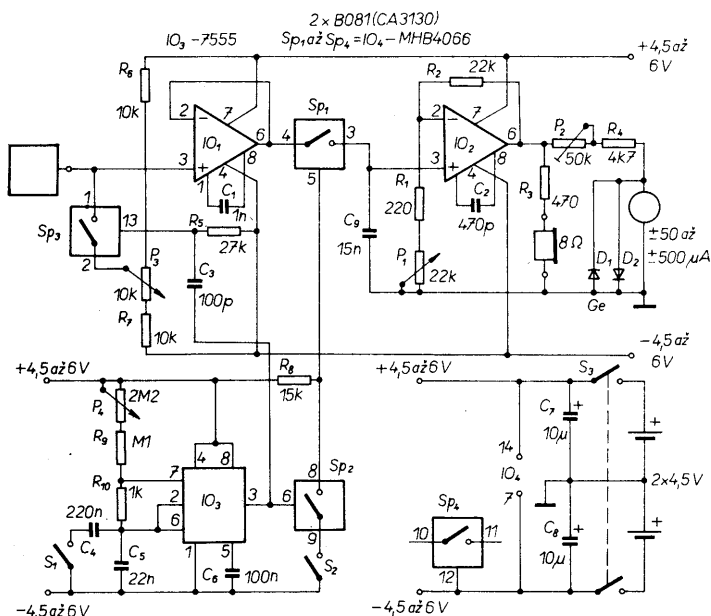 2 x B081 (CA3130)
IO3 -7555
Sp1 až Sp4 = IO4 - MHB4066
+4,5 až 6V
R6
10k
2
7
IO1
6
3
4
8
1
C1
1n
Sp1
4
3
5
R2
22k
2
7
IO2
6
3
4
8
1
C2
470p
P2
50k
R4
4k7
R3
470
8Ω
D1
D2
Ge
±50 až
±500 µA
R1
220
P1
22k
C9
15n
1
13
Sp3
2
R5
27k
C3
100p
P3
10k
R7
10k
-4,5 až 6V
+4,5 až 6V
R8
15k
P4
2M2
R9
M1
R10
1k
4
8
7
2
6
IO3
3
1
5
220n
C4
S1
C5
22n
C6
100n
6
8
Sp2
9
S2
-4,5 až 6V
+4,5 až 6V
S3
14
IO4
7
C7
10µ
+
+
2x4,5V
C8
10µ
+
+
Sp4
10
11
12
-4,5 až 6V